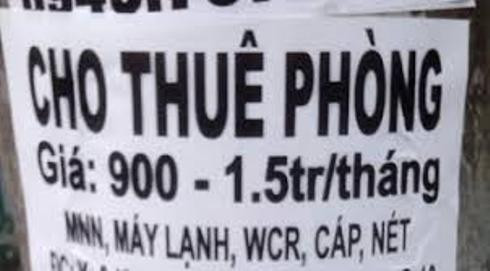 CHO THUÊ PHÒNG
Giá: 900 - 1.5tr/tháng
MNN, MÁY LẠNH, WCR, CÁP, NÉT